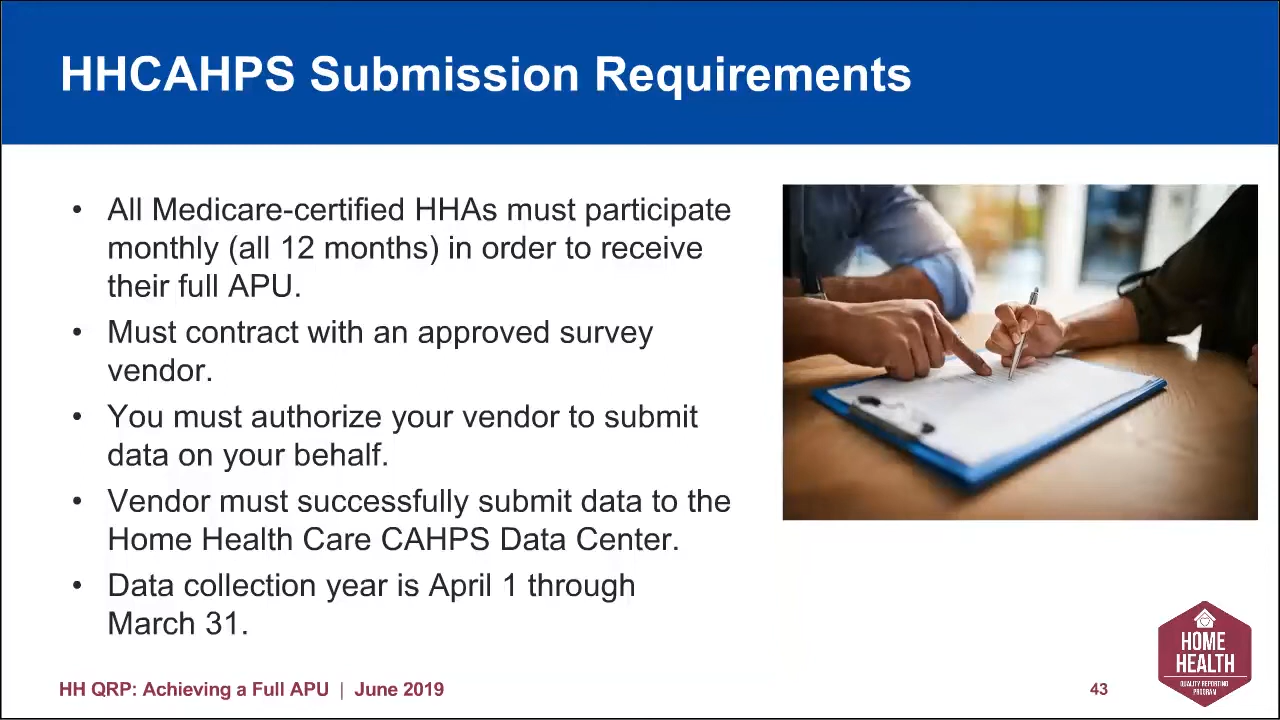 HHCAHPS Submission Requirements
• All Medicare-certified HHAs must participate
monthly (all 12 months) in order to receive
their full APU.
• Must contract with an approved survey
vendor.
• You must authorize your vendor to submit
data on your behalf.
• Vendor must successfully submit data to the
Home Health Care CAHPS Data Center.
• Data collection year is April 1 through
March 31.
HH QRP: Achieving a Full APU | June 2019
43
HOME
HEALTH
QUALITY REPORTING
PROGRAM